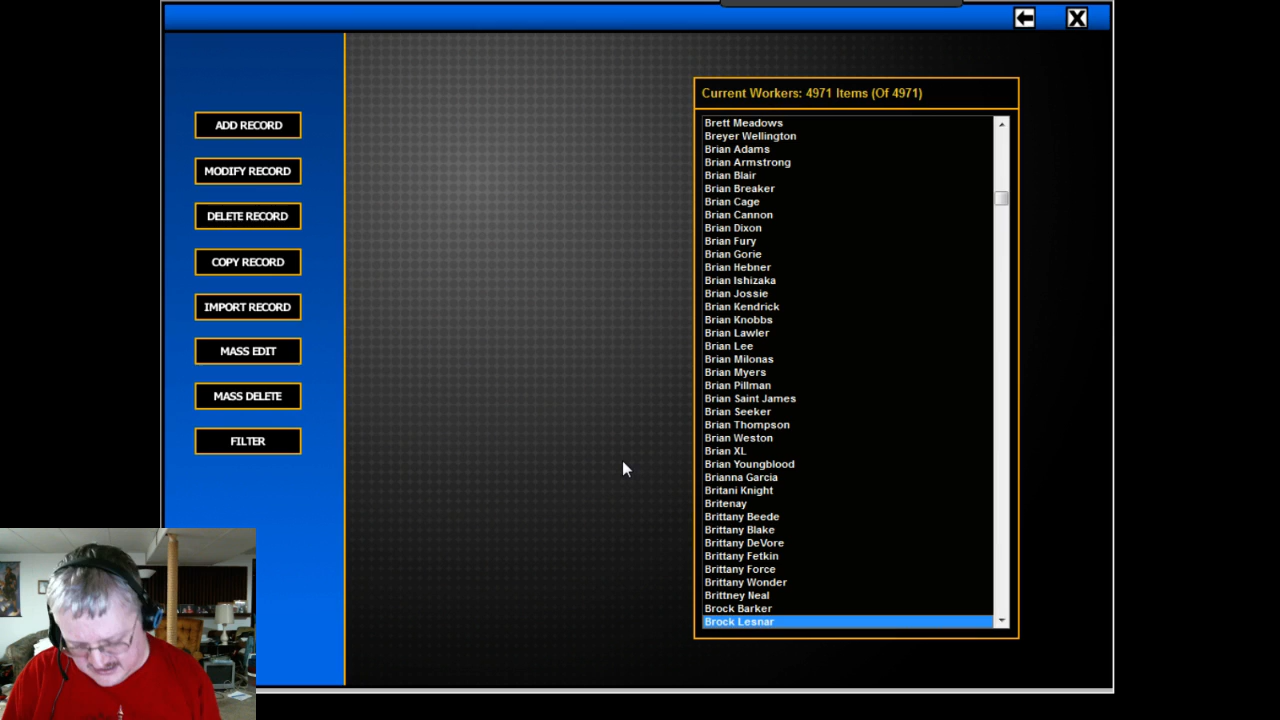 ADD RECORD
MODIFY RECORD
DELETE RECORD
COPY RECORD
IMPORT RECORD
MASS EDIT
MASS DELETE
FILTER
Current Workers: 4971 Items (Of 4971)
Brett Meadows
Breyer Wellington
Brian Adams
Brian Armstrong
Brian Blair
Brian Breaker
Brian Cage
Brian Cannon
Brian Dixon
Brian Fury
Brian Gorie
Brian Hebner
Brian Ishizaka
Brian Jossie
Brian Kendrick
Brian Knobbs
Brian Lawler
Brian Lee
Brian Milonas
Brian Myers
Brian Pillman
Brian Saint James
Brian Seeker
Brian Thompson
Brian Weston
Brian XL
Brian Youngblood
Brianna Garcia
Britani Knight
Britenay
Brittany Beede
Brittany Blake
Brittany DeVore
Brittany Fetkin
Brittany Force
Brittany Wonder
Brittney Neal
Brock Barker
Brock Lesnar